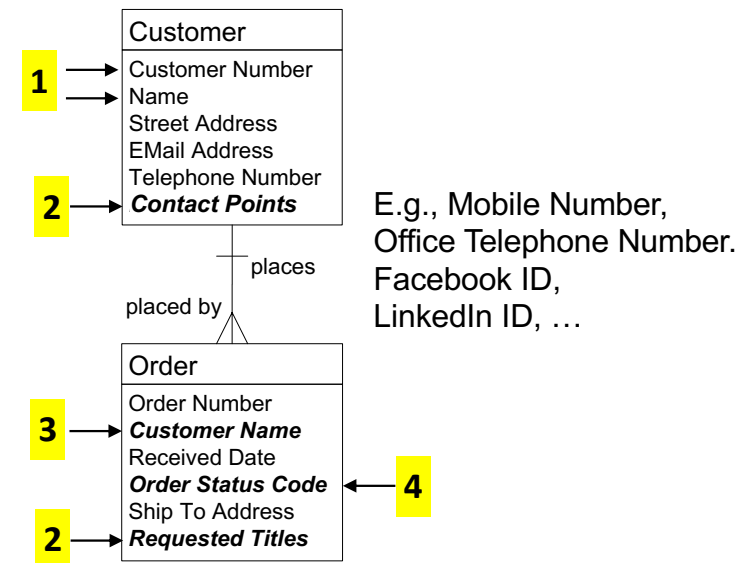 Customer
1
Customer Number
Name
Street Address
EMail Address
Telephone Number
2
Contact Points
E.g., Mobile Number,
Office Telephone Number.
Facebook ID,
LinkedIn ID, …
places
placed by
Order
Order Number
3
Customer Name
Received Date
Order Status Code
4
Ship To Address
2
Requested Titles